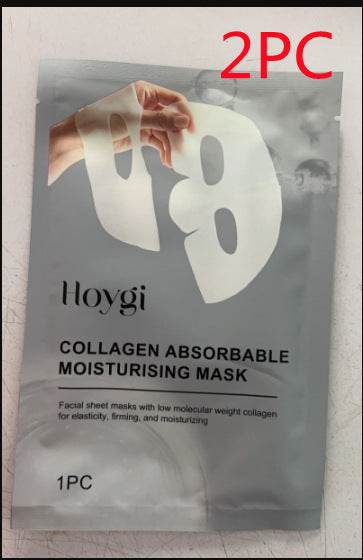 2PC
Hoygi
COLLAGEN ABSORBABLE
MOISTURISING MASK
Facial sheet masks with low molecular weight collagen
for elasticity, firming, and moisturizing
1PC